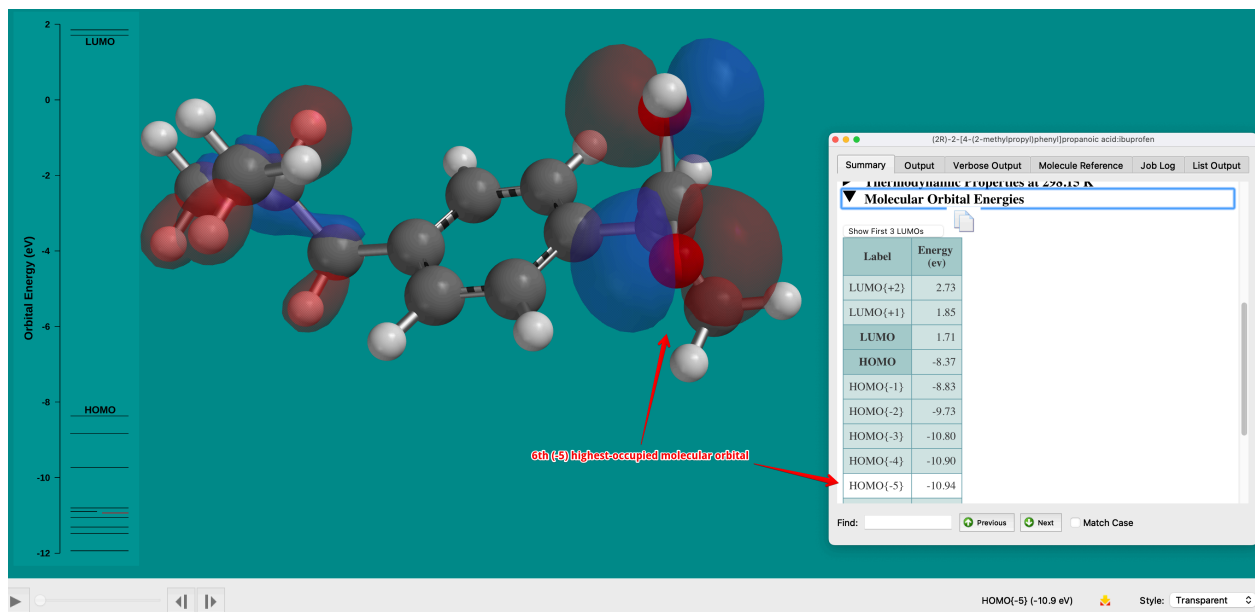 2
LUMO
0
-2
-4
-6
-8
HOMO
-10
-12
Orbital Energy (eV)
6th (-5) highest-occupied molecular orbital
(2R)-2-[4-(2-methylpropyl)phenyl]propanoic acid:ibuprofen
Summary Output Verbose Output Molecule Reference Job Log List Output
Thermodynamic Properties at 298.15 K
Molecular Orbital Energies
Show First 3 LUMOs
Label Energy (ev)
LUMO{+2} 2.73
LUMO{+1} 1.85
LUMO 1.71
HOMO -8.37
HOMO{-1} -8.83
HOMO{-2} -9.73
HOMO{-3} -10.80
HOMO{-4} -10.90
HOMO{-5} -10.94
Find: Previous Next Match Case
HOMO{-5} (-10.9 eV) Style: Transparent